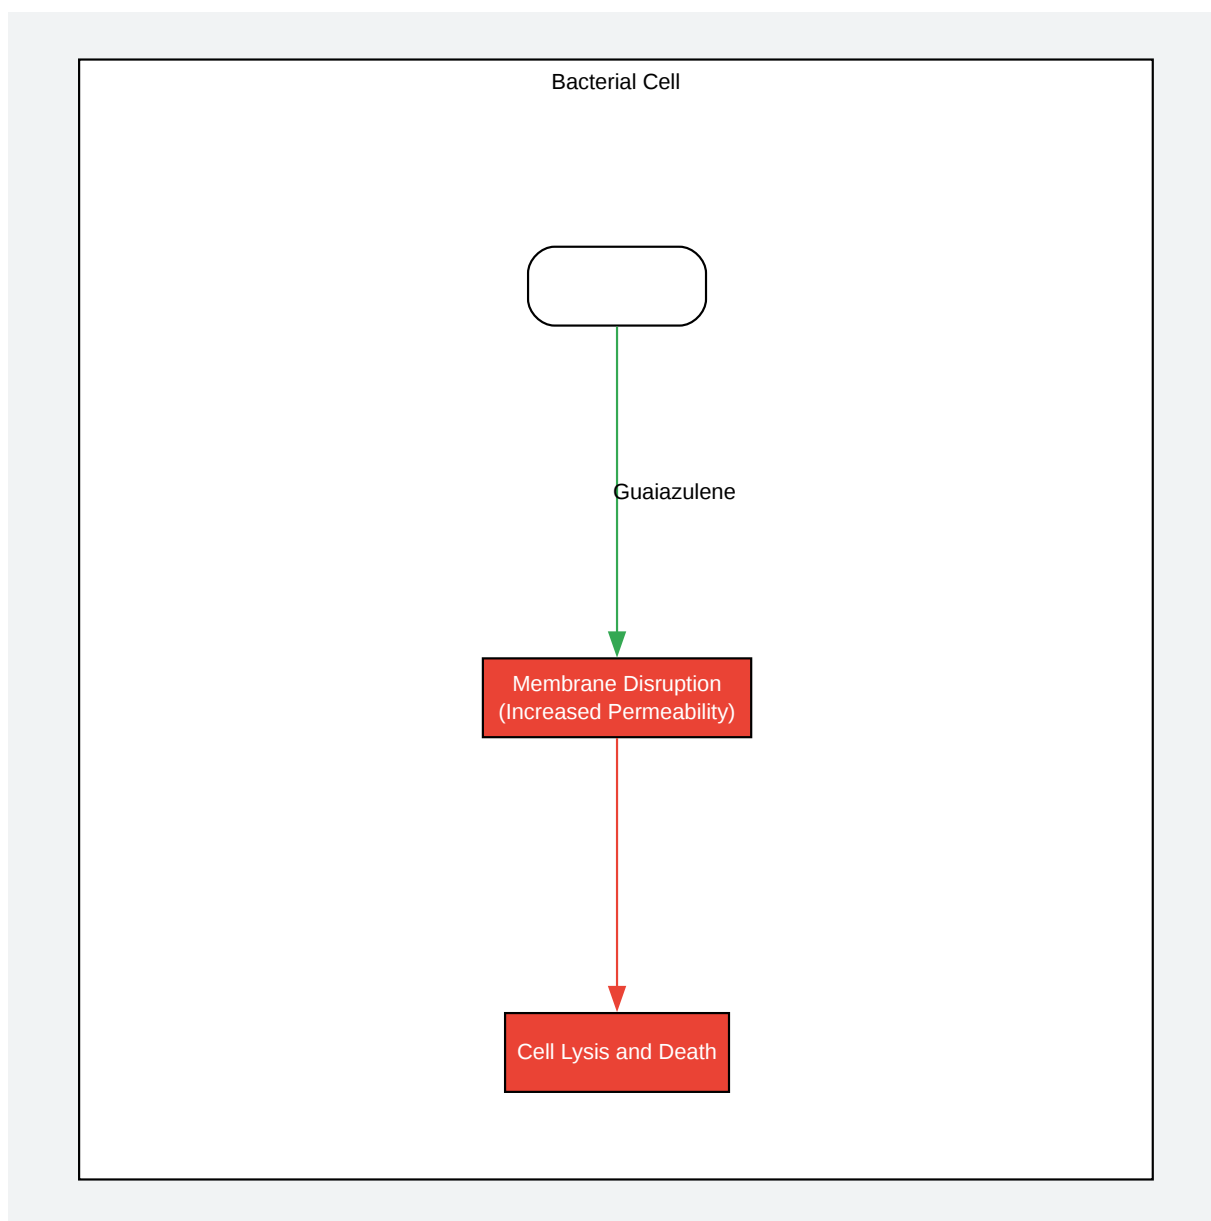 Bacterial Cell
Guaiazulene
Membrane Disruption
(Increased Permeability)
Cell Lysis and Death